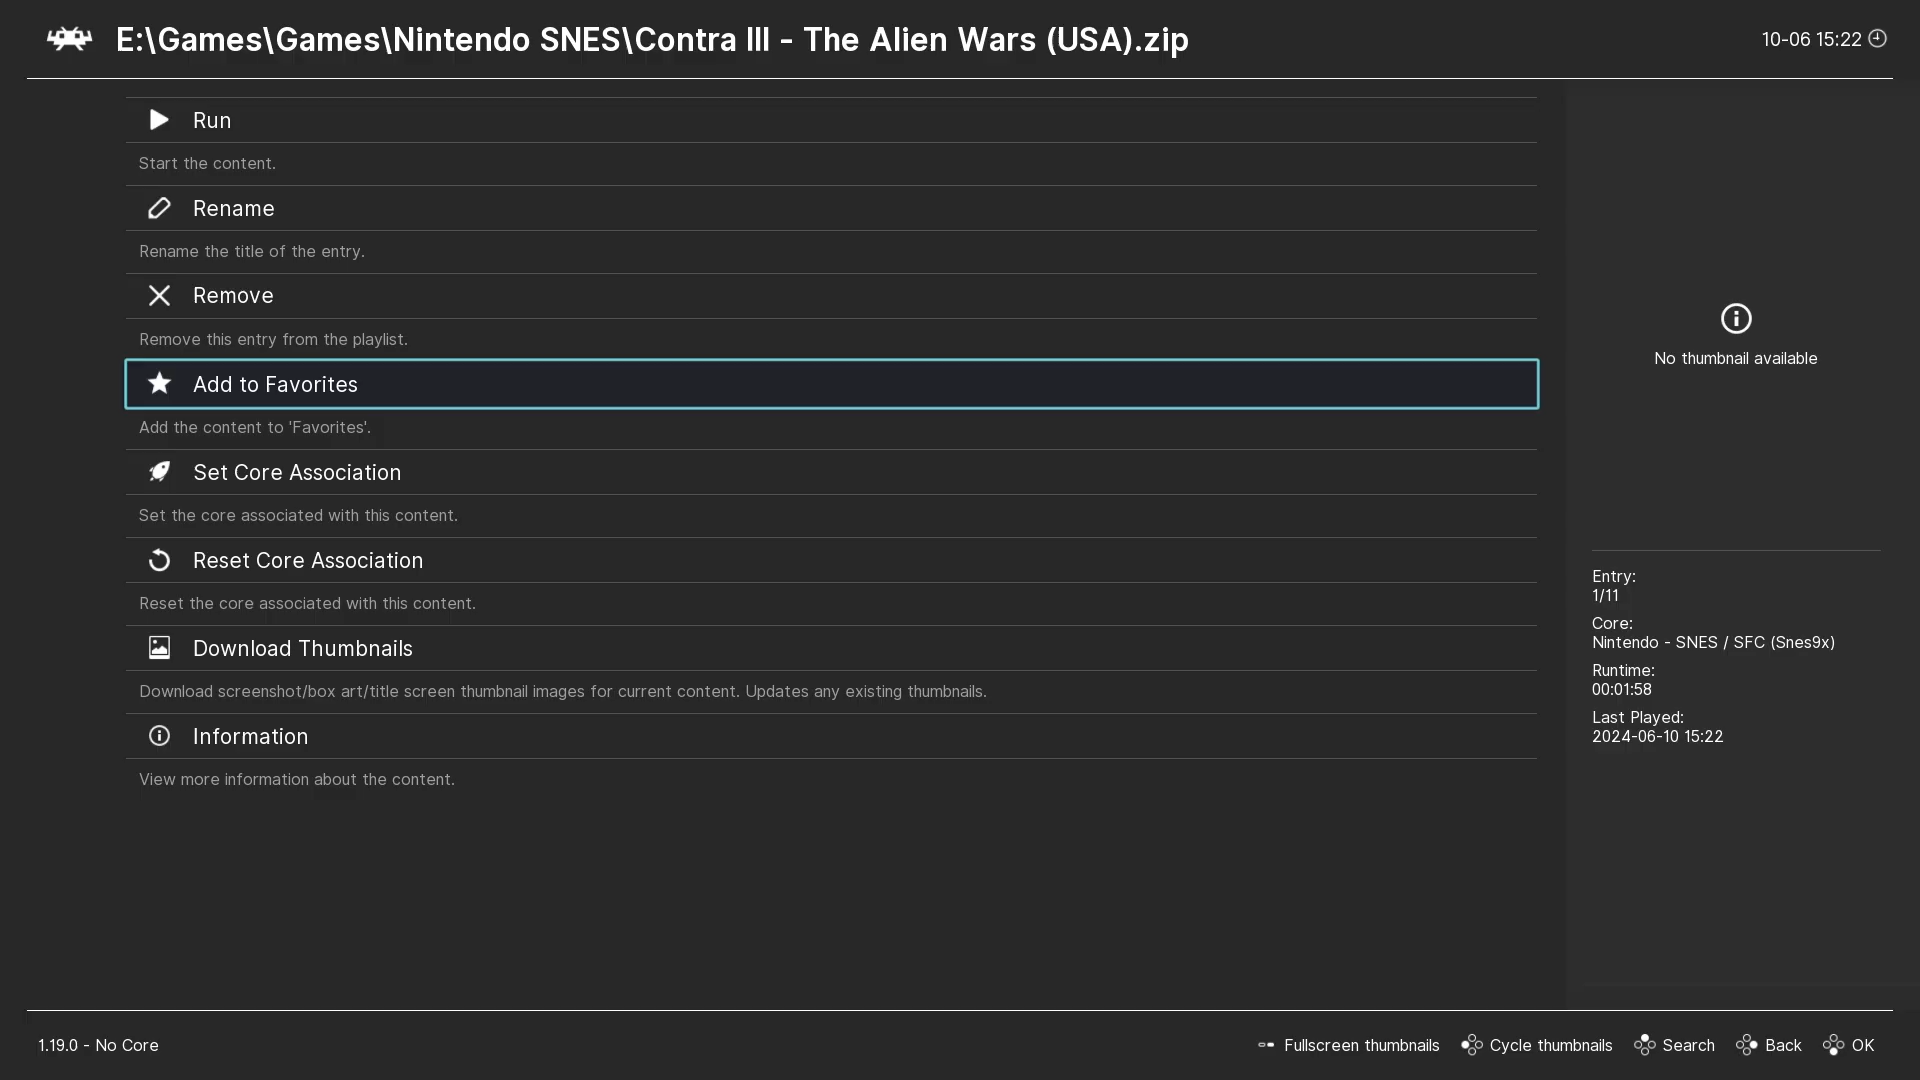 E:\Games\Games\Nintendo SNES\Contra III - The Alien Wars (USA).zip
10-06 15:22
Run
Start the content.
Rename
Rename the title of the entry.
Remove
Remove this entry from the playlist.
Add to Favorites
Add the content to 'Favorites'.
Set Core Association
Set the core associated with this content.
Reset Core Association
Reset the core associated with this content.
Download Thumbnails
Download screenshot/box art/title screen thumbnail images for current content. Updates any existing thumbnails.
Information
View more information about the content.
No thumbnail available
Entry:
1/11
Core:
Nintendo - SNES / SFC (Snes9x)
Runtime:
00:01:58
Last Played:
2024-06-10 15:22
1.19.0 - No Core
Fullscreen thumbnails
Cycle thumbnails
Search
Back
OK